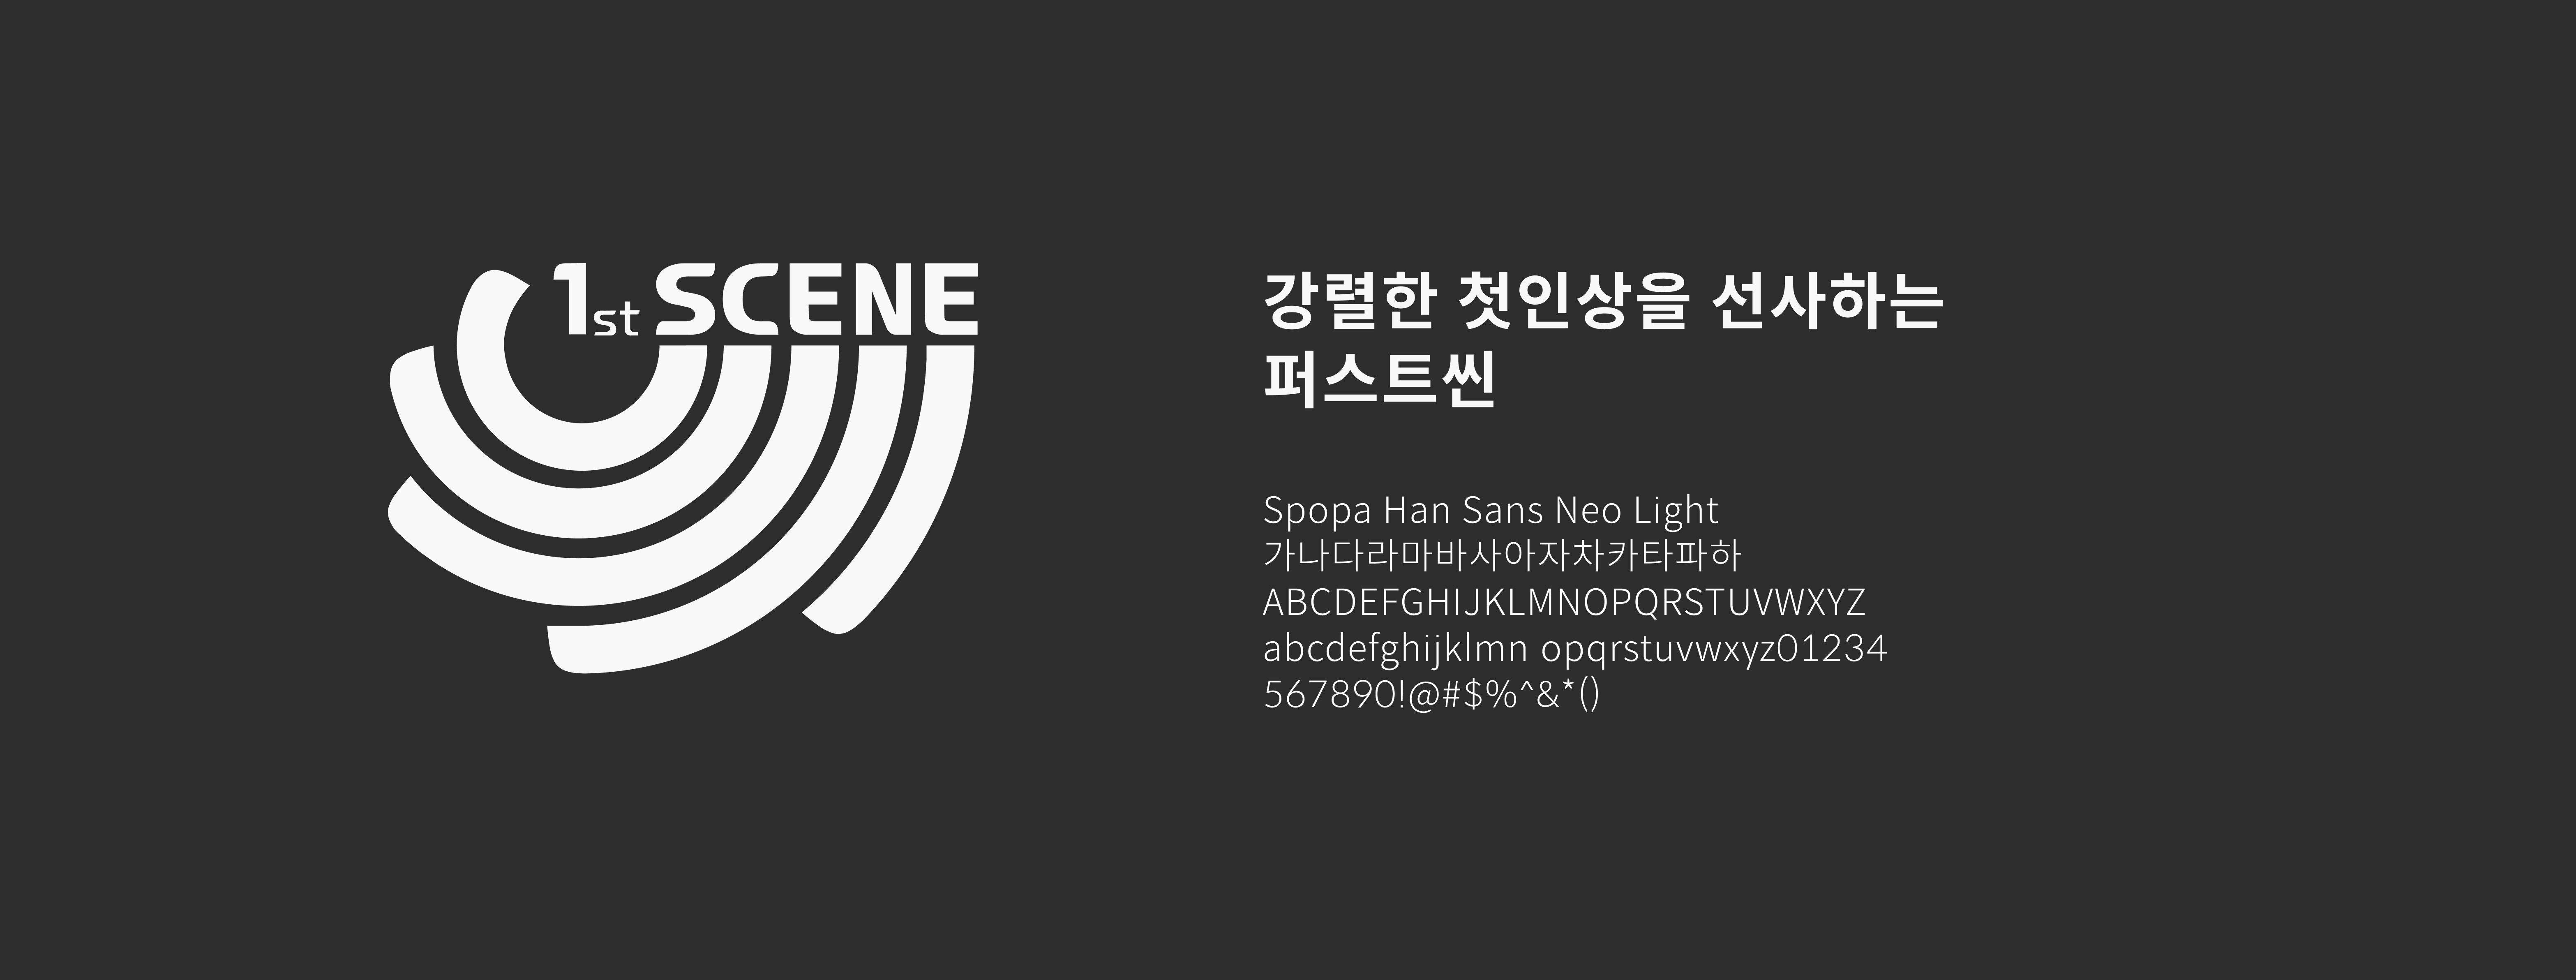 1st SCENE
강렬한 첫인상을 선사하는
퍼스트씬
Spopa Han Sans Neo Light
가나다라마바사아자차카타파하
ABCDEFGHIJKLMNOPQRSTUVWXYZ
abcdefghijklmn opqrstuvwxyz01234
567890!@#$%^&*()